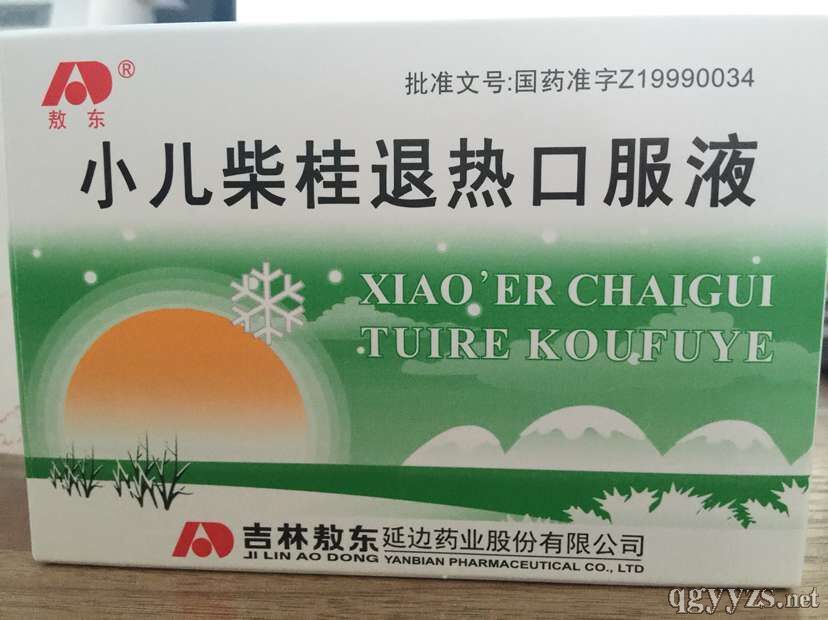 ®
敖东
批准文号:国药准字Z19990034
小儿柴桂退热口服液
XIAO'ER CHAIGUI
TUIRE KOUFUYE
吉林敖东延边药业股份有限公司
JI LIN AO DONG YANBIAN PHARMACEUTICAL CO., LTD
qgyyzs.net